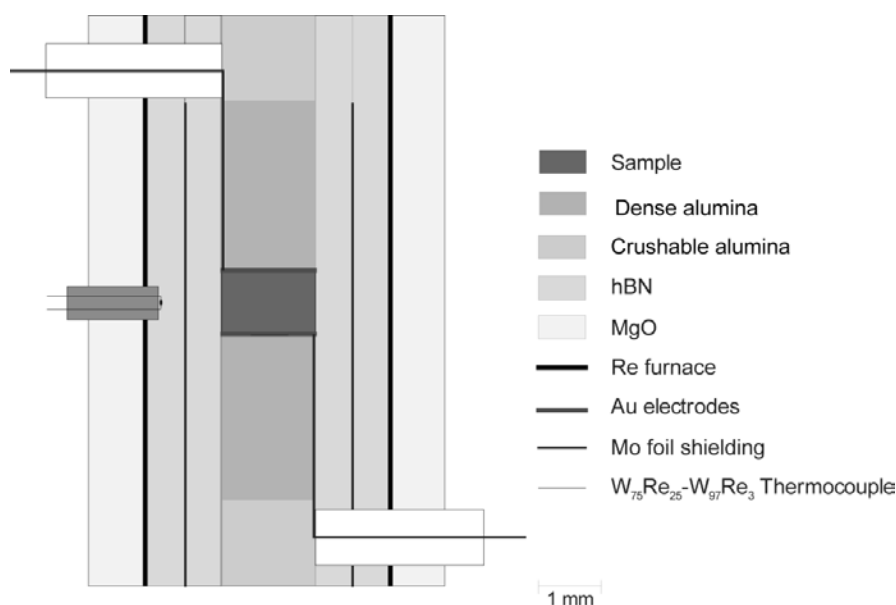 Sample
Dense alumina
Crushable alumina
hBN
MgO
Re furnace
Au electrodes
Mo foil shielding
W₇₅Re₂₅-W₉₇Re₃ Thermocouple
1 mm